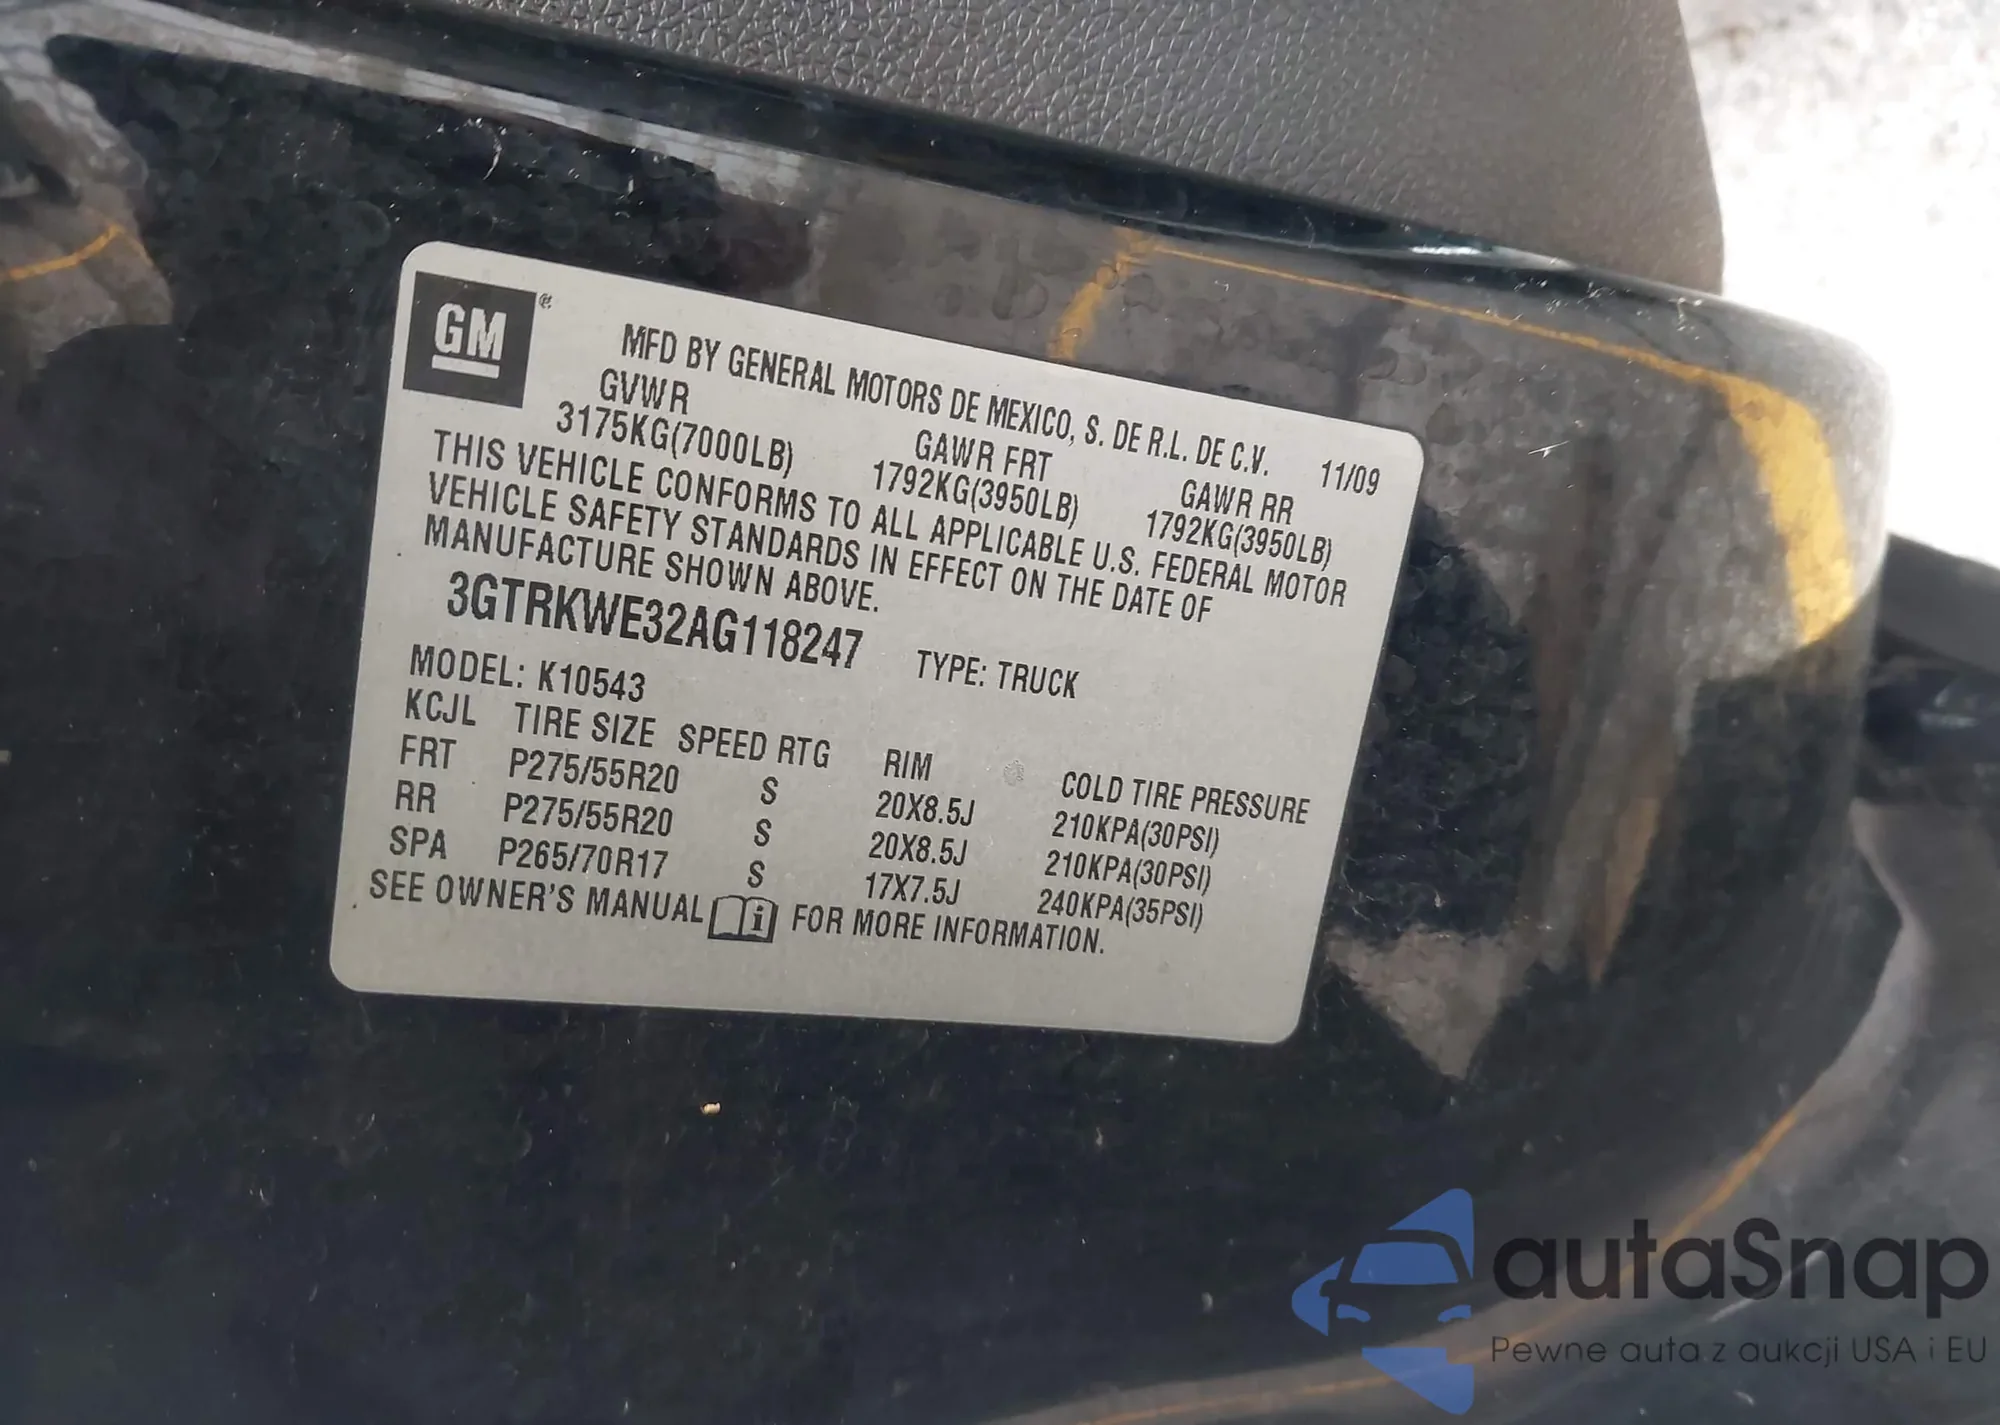 GM ®
MFD BY GENERAL MOTORS DE MEXICO, S. DE R.L. DE C.V. 11/09
GVWR GAWR FRT GAWR RR
3175KG(7000LB) 1792KG(3950LB) 1792KG(3950LB)
THIS VEHICLE CONFORMS TO ALL APPLICABLE U.S. FEDERAL MOTOR
VEHICLE SAFETY STANDARDS IN EFFECT ON THE DATE OF
MANUFACTURE SHOWN ABOVE.
3GTRKWE32AG118247 TYPE: TRUCK
MODEL: K10543
KCJL TIRE SIZE SPEED RTG RIM COLD TIRE PRESSURE
FRT P275/55R20 S 20X8.5J 210KPA(30PSI)
RR P275/55R20 S 20X8.5J 210KPA(30PSI)
SPA P265/70R17 S 17X7.5J 240KPA(35PSI)
SEE OWNER'S MANUAL i FOR MORE INFORMATION.
autaSnap
Pewne auta z aukcji USA i EU